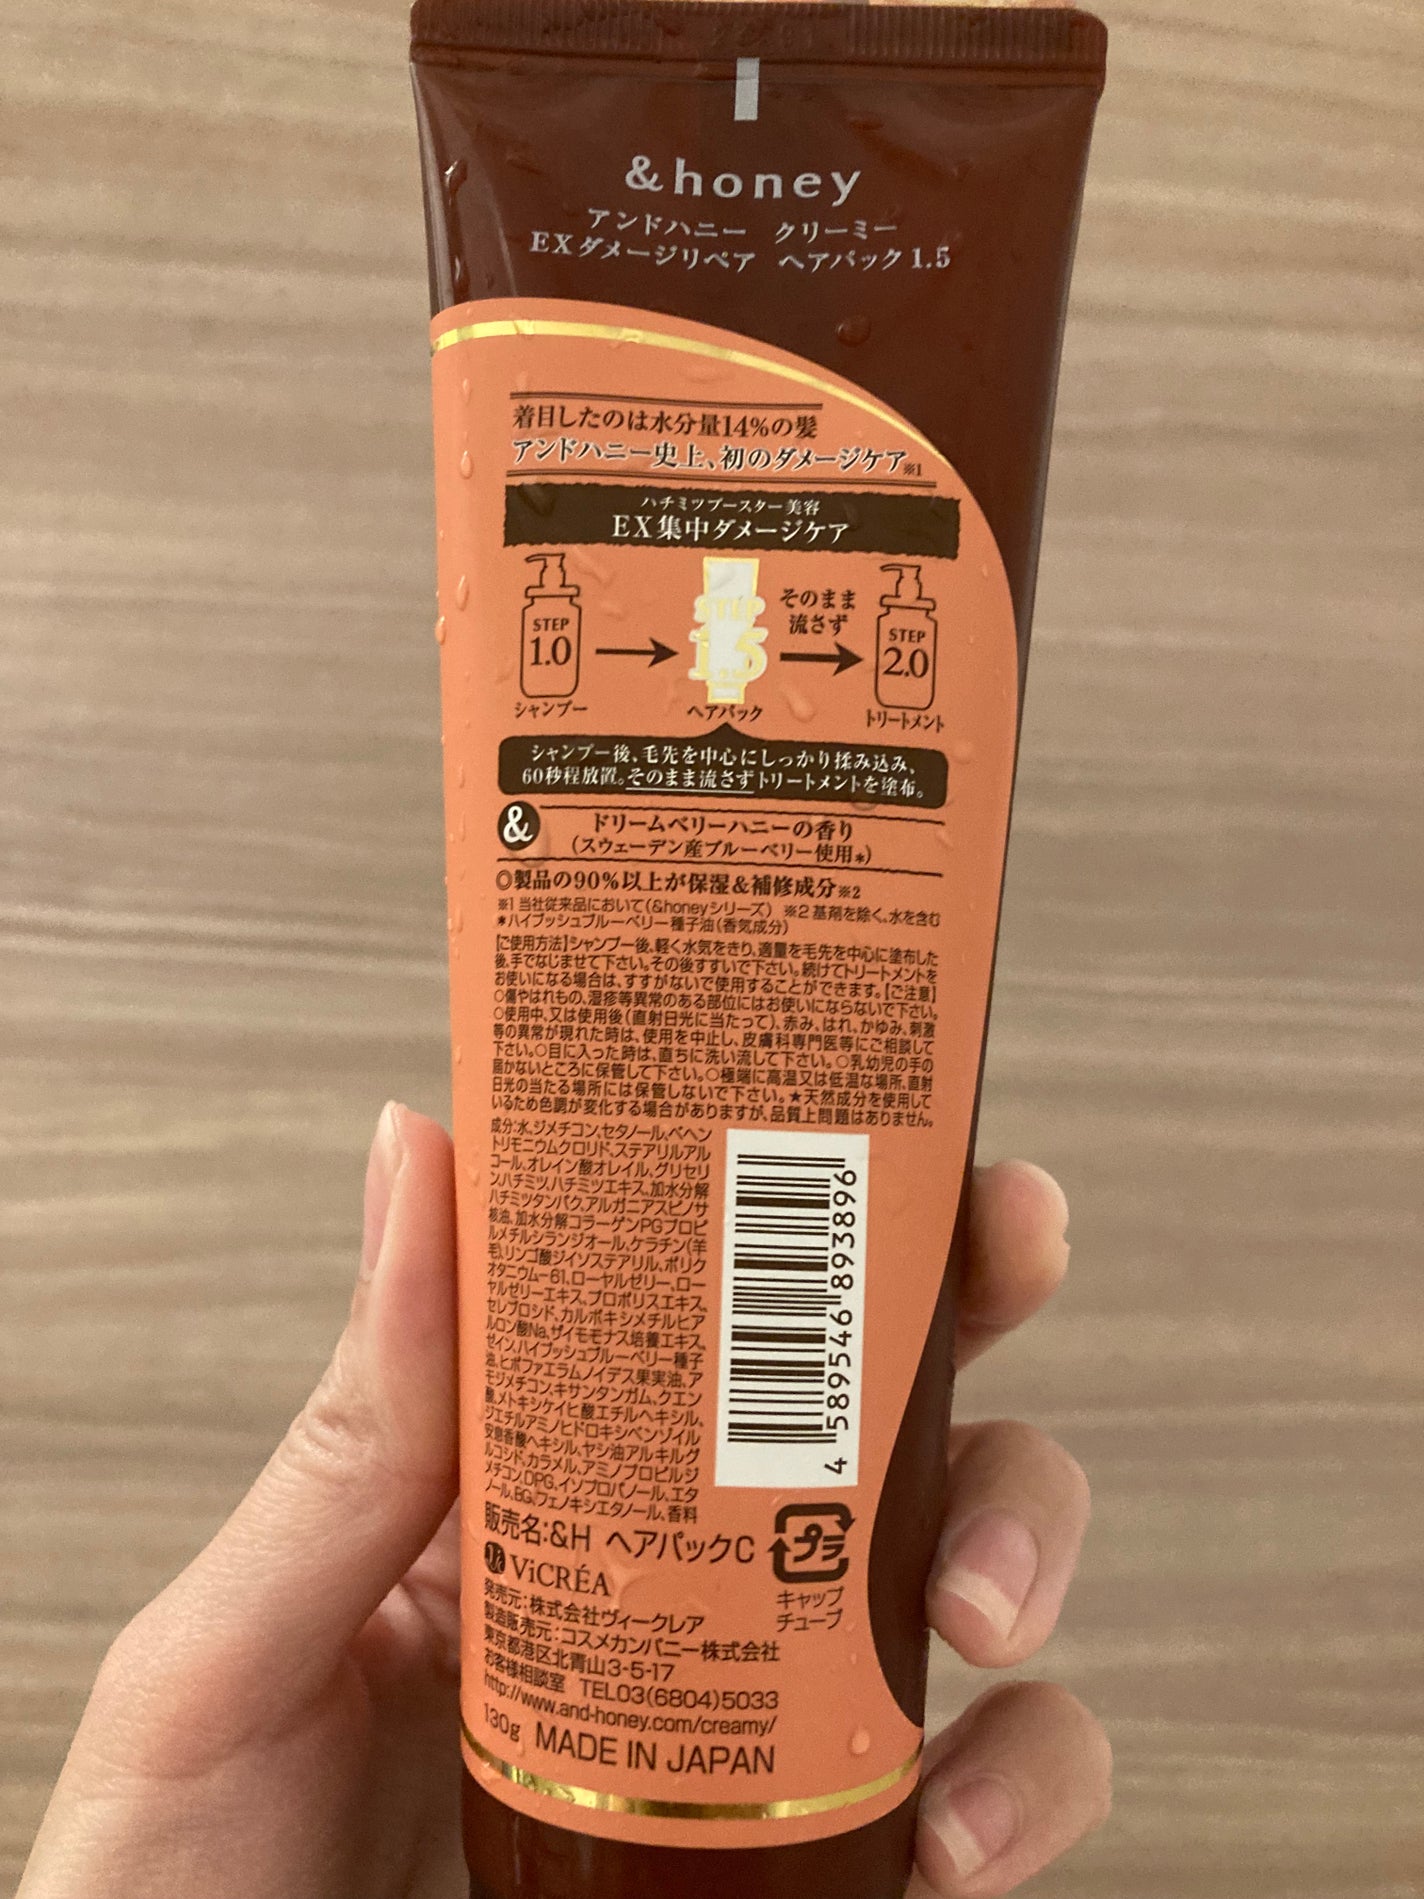 &honey
アンドハニー クリーミー
EXダメージリペア ヘアパック1.5
着目したのは水分量14%の髪
アンドハニー史上、初のダメージケア※1
ハチミツブースター美容
EX集中ダメージケア
STEP
1.0
シャンプー
STEP
1.5
ヘアパック
そのまま
流さず
STEP
2.0
トリートメント
シャンプー後、毛先を中心にしっかり揉み込み、
60秒程放置。そのまま流さずトリートメントを塗布。
&
ドリームベリーハニーの香り
(スウェーデン産ブルーベリー使用*)
◎製品の90%以上が保湿&補修成分※2
※1 当社従来品において(&honeyシリーズ) ※2 基剤を除く、水を含む
*ハイブッシュブルーベリー種子油(香気成分)
【ご使用方法】シャンプー後、軽く水気をきり、適量を毛先を中心に塗布した
後、手でなじませて下さい。その後すすいで下さい。続けてトリートメントを
お使いになる場合は、すすがないで使用することができます。【ご注意】
○傷やはれもの、湿疹等異常のある部位にはお使いにならないで下さい。
○使用中、又は使用後(直射日光に当たって)、赤み、はれ、かゆみ、刺激
等の異常が現れた時は、使用を中止し、皮膚科専門医等にご相談して
下さい。○目に入った時は、直ちに洗い流して下さい。○乳幼児の手の
届かないところに保管して下さい。○極端に高温又は低温な場所、直射
日光の当たる場所には保管しないで下さい。★天然成分を使用して
いるため色調が変化する場合がありますが、品質上問題はありません。
成分:水、ジメチコン、セタノール、ベヘン
トリモニウムクロリド、ステアリルアル
コール、オレイン酸オレイル、グリセリ
ン、ハチミツ、ハチミツエキス、加水分解
ハチミツタンパク、アルガニアスピノサ
核油、加水分解コラーゲンPGプロピ
ルメチルシランジオール、ケラチン(羊
毛)、リンゴ酸ジイソステアリル、ポリク
オタニウム-61、ローヤルゼリー、ロー
ヤルゼリーエキス、プロポリスエキス、
セレブロシド、カルボキシメチルヒア
ルロン酸Na、ザイモモナス培養エキス、
ゼイン、ハイブッシュブルーベリー種子
油、ヒポファエラムノイデス果実油、ア
モジメチコン、キサンタンガム、クエン
酸、メトキシケイヒ酸エチルヘキシル、
ジエチルアミノヒドロキシベンゾイル
安息香酸ヘキシル、ヤシ油アルキルグ
ルコシド、カラメル、アミノプロピルジ
メチコン、DPG、イソプロパノール、エタ
ノール、BG、フェノキシエタノール、香料
4 589546 893896
販売名:&H ヘアパックC
プラ
キャップ
チューブ
ViCRÉA
発売元:株式会社ヴィークレア
製造販売元:コスメカンパニー株式会社
東京都港区北青山3-5-17
お客様相談室 TEL03(6804)5033
http://www.and-honey.com/creamy/
130g MADE IN JAPAN